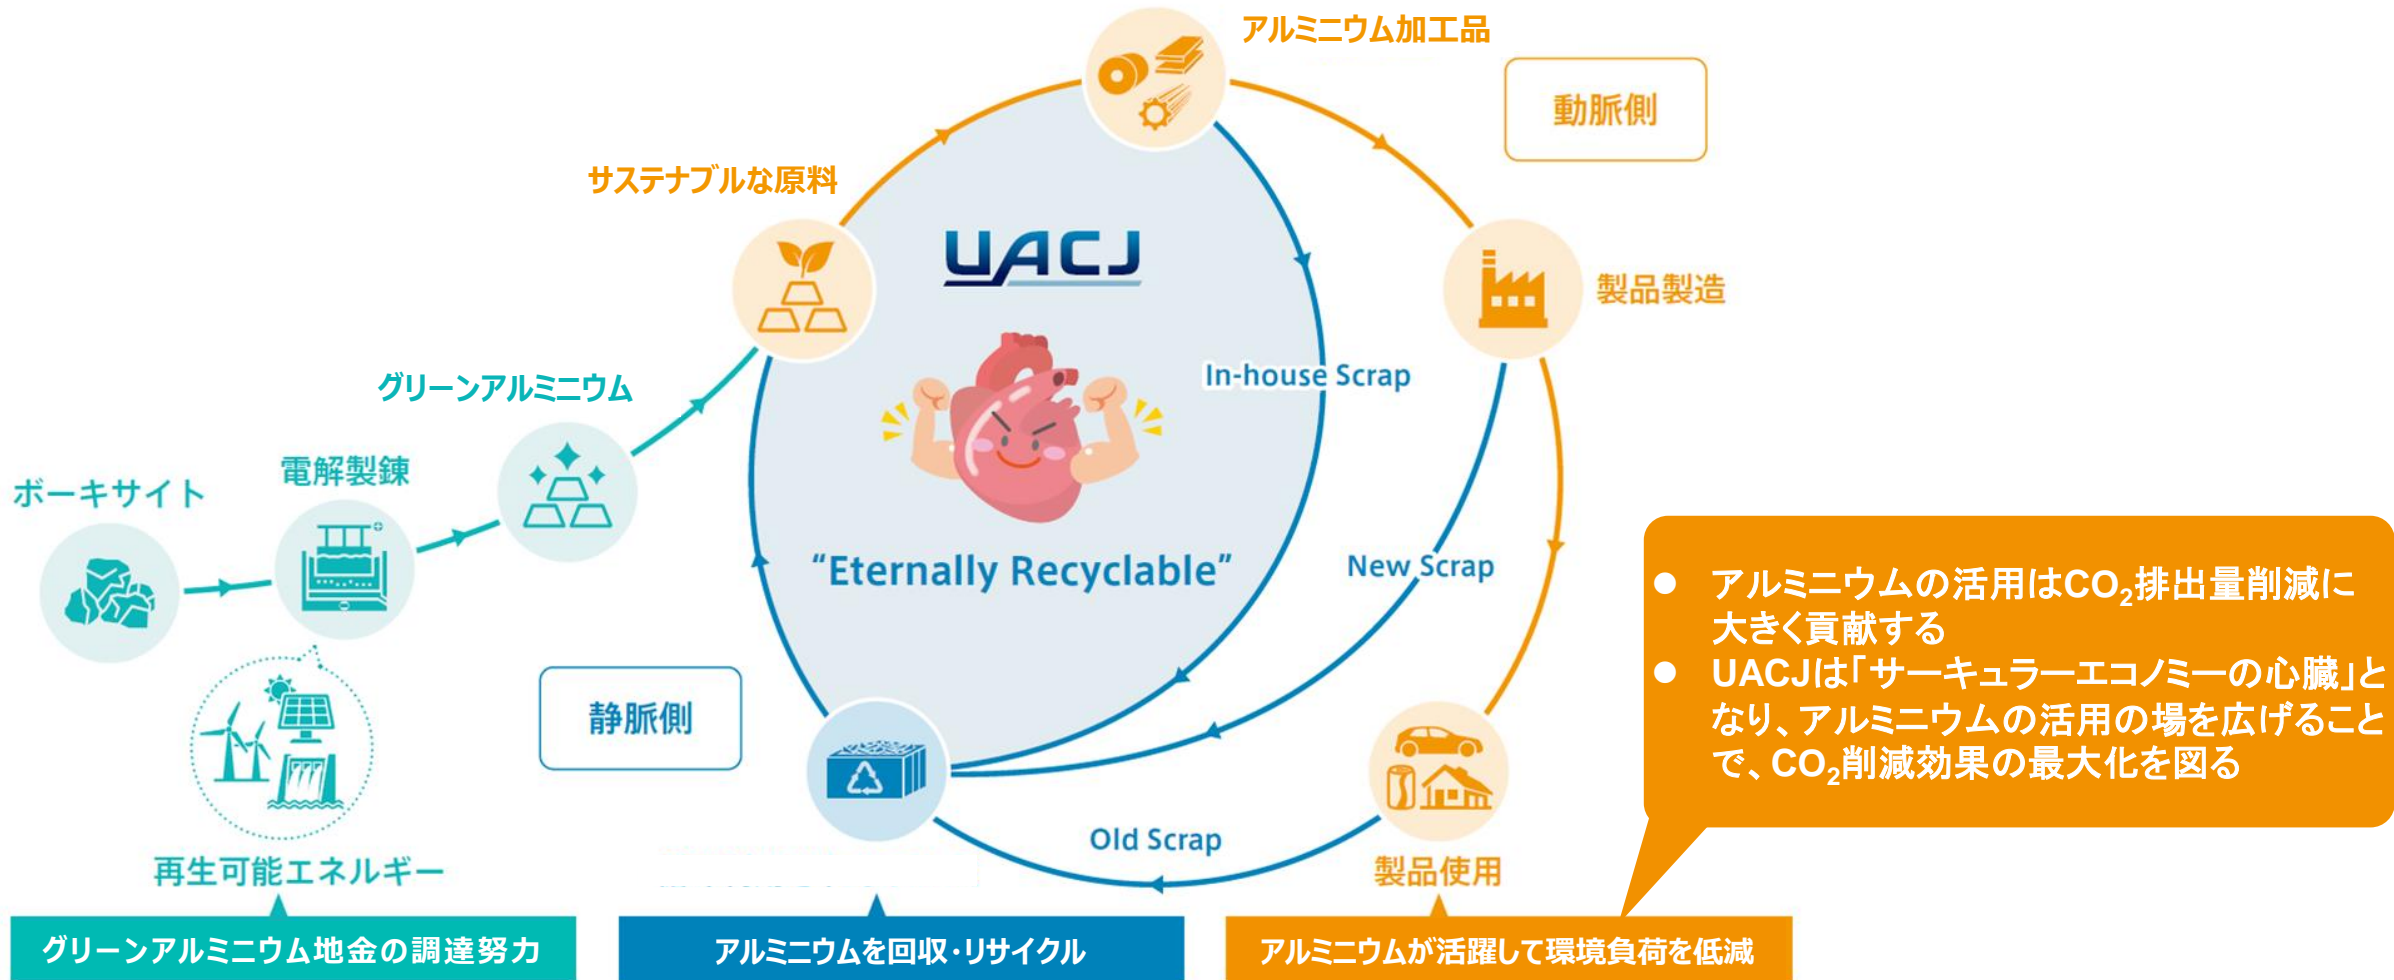 アルミニウム加工品
動脈側
サステナブルな原料
UACJ
製品製造
In-house Scrap
グリーンアルミニウム
電解製錬
ボーキサイト
"Eternally Recyclable"
New Scrap
● アルミニウムの活用はCO₂排出量削減に
大きく貢献する
● UACJは「サーキュラーエコノミーの心臓」と
なり、アルミニウムの活用の場を広げること
で、CO₂削減効果の最大化を図る
静脈側
Old Scrap
製品使用
再生可能エネルギー
グリーンアルミニウム地金の調達努力
アルミニウムを回収・リサイクル
アルミニウムが活躍して環境負荷を低減